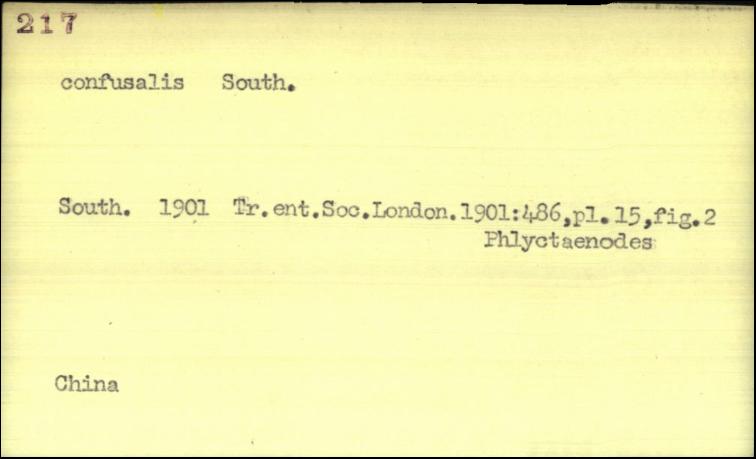 217
confusalis South.
South. 1901 Tr.ent.Soc.London.1901:486,pl.15,fig.2
Phlyctaenodes
China